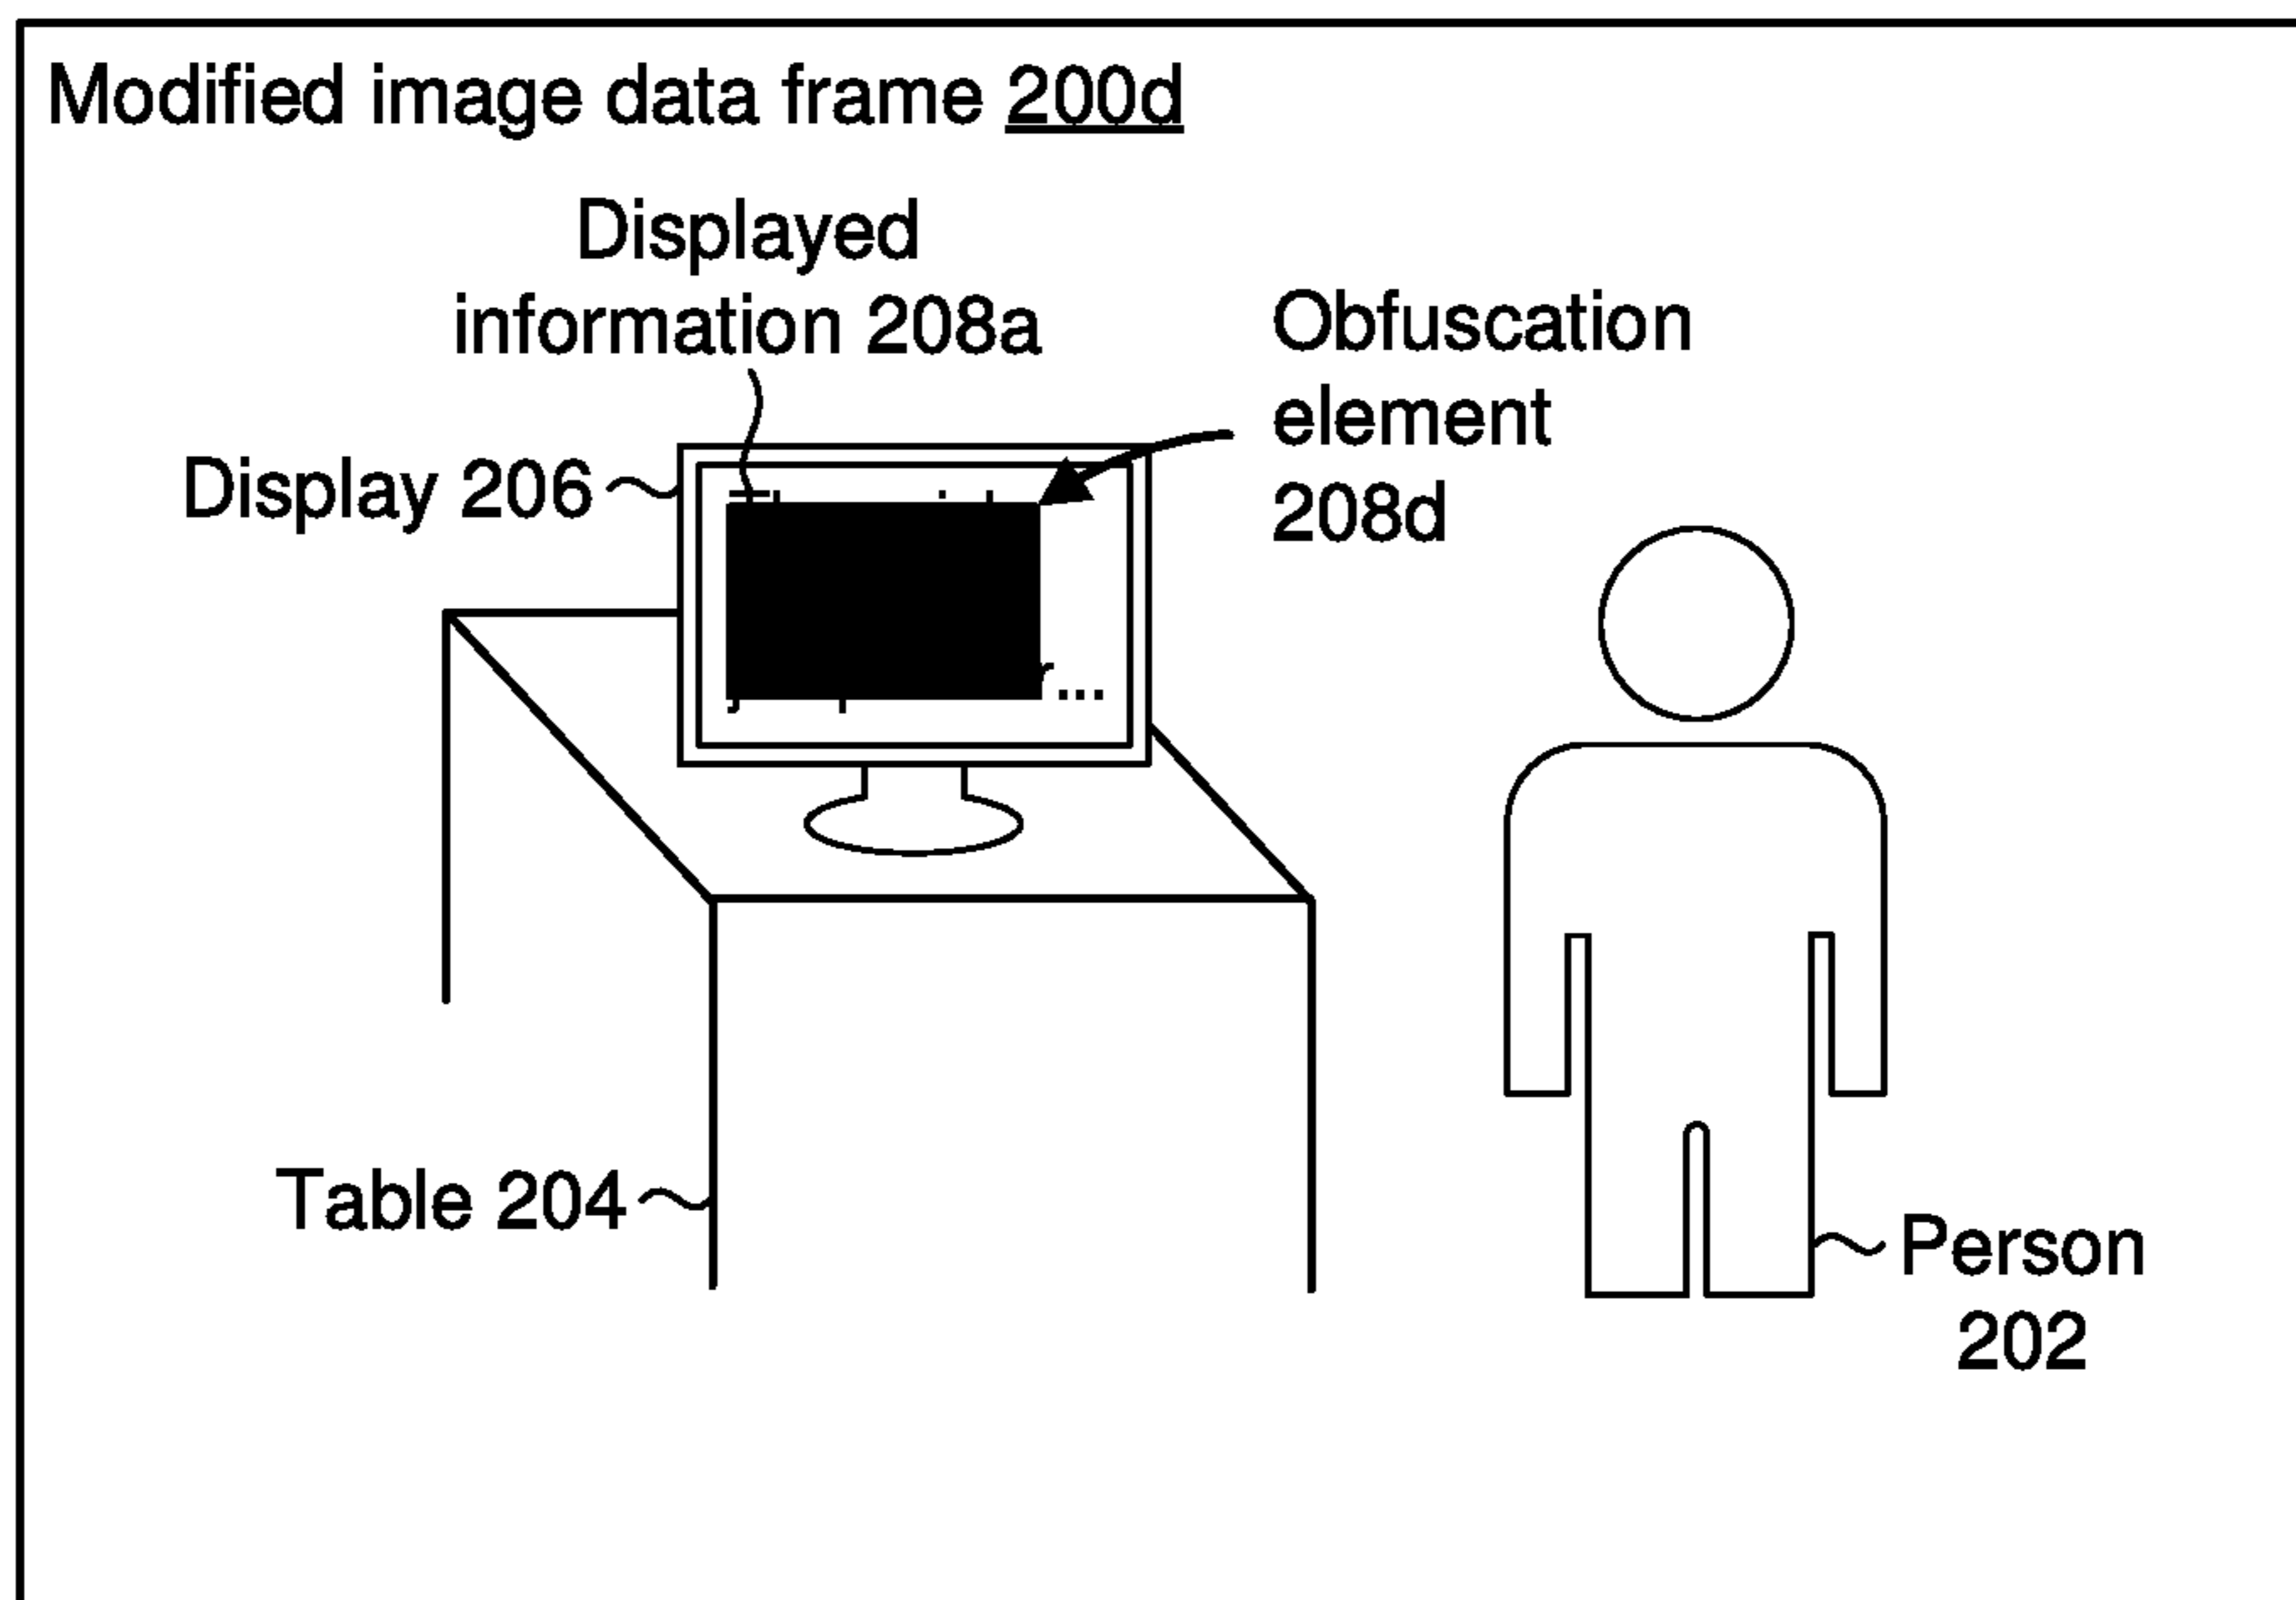 Modified image data frame 200d
Displayed
information 208a
Obfuscation
element
208d
Display 206
Table 204
Person
202